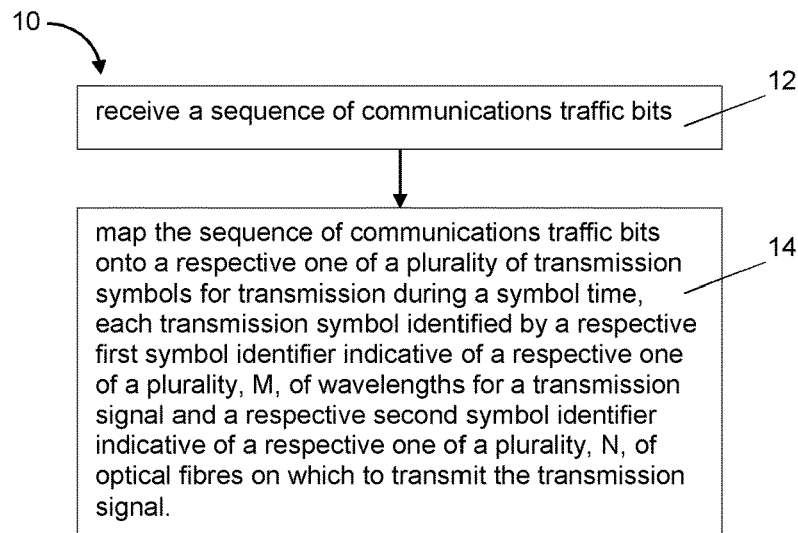 10
receive a sequence of communications traffic bits
12
map the sequence of communications traffic bits
onto a respective one of a plurality of transmission
symbols for transmission during a symbol time,
each transmission symbol identified by a respective
first symbol identifier indicative of a respective one
of a plurality, M, of wavelengths for a transmission
signal and a respective second symbol identifier
indicative of a respective one of a plurality, N, of
optical fibres on which to transmit the transmission
signal.
14